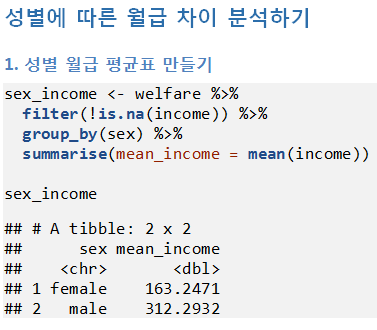 성별에 따른 월급 차이 분석하기
1. 성별 월급 평균표 만들기
sex_income <- welfare %>%
  filter(!is.na(income)) %>%
  group_by(sex) %>%
  summarise(mean_income = mean(income))
sex_income
## # A tibble: 2 x 2
##      sex mean_income
##    <chr>       <dbl>
## 1 female    163.2471
## 2   male    312.2932